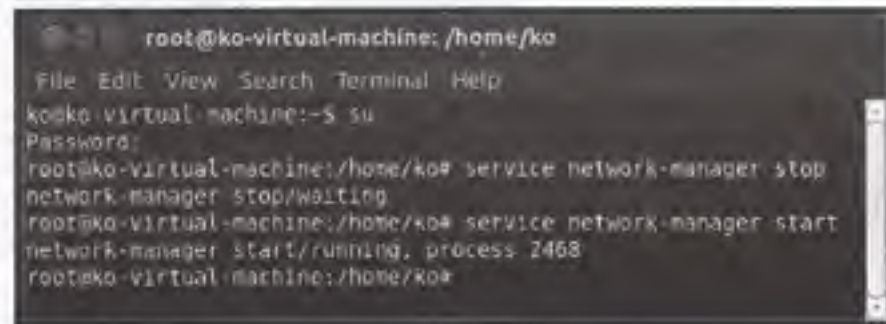 root@ko-virtual-machine: /home/ko
File Edit View Search Terminal Help
ko@ko-virtual-machine:~$ su
Password:
root@ko-virtual-machine:/home/ko# service network-manager stop
network-manager stop/waiting
root@ko-virtual-machine:/home/ko# service network-manager start
network-manager start/running, process 2468
root@ko-virtual-machine:/home/ko#